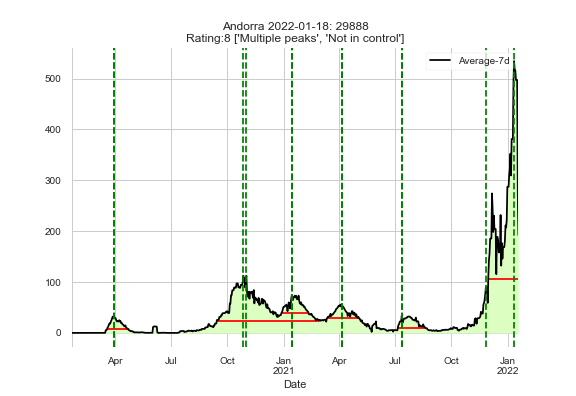 Andorra 2022-01-18: 29888
Rating:8 ['Multiple peaks', 'Not in control']
Average-7d
500
400
300
200
100
0
Apr Jul Oct Jan Apr Jul Oct Jan
2021 2022
Date